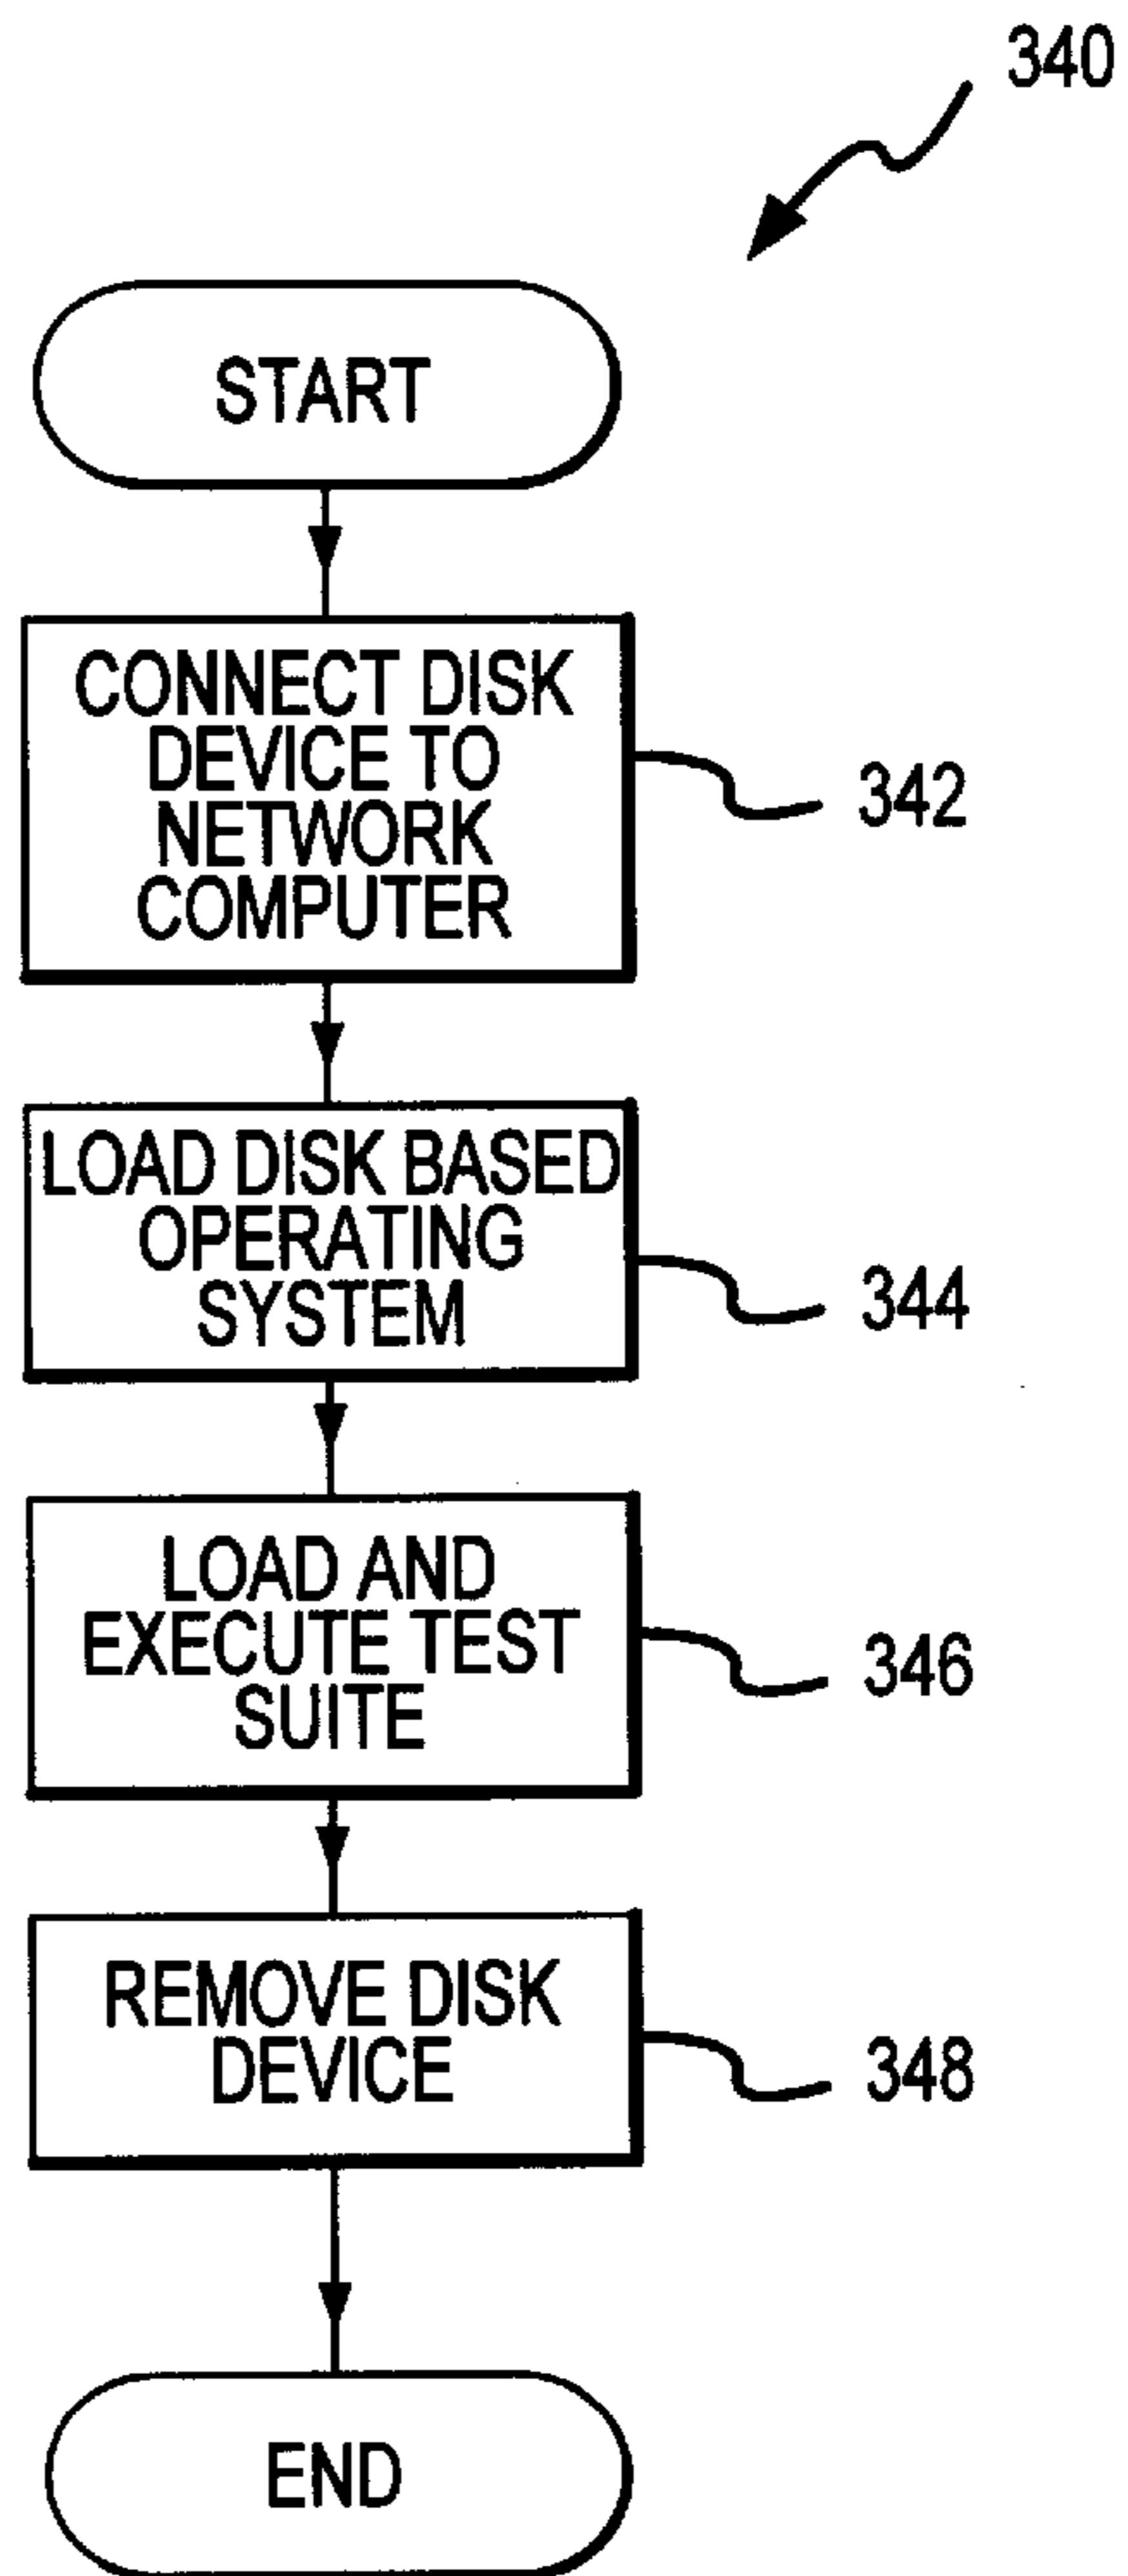 340
START
CONNECT DISK
DEVICE TO
NETWORK
COMPUTER
342
LOAD DISK BASED
OPERATING
SYSTEM
344
LOAD AND
EXECUTE TEST
SUITE
346
REMOVE DISK
DEVICE
348
END